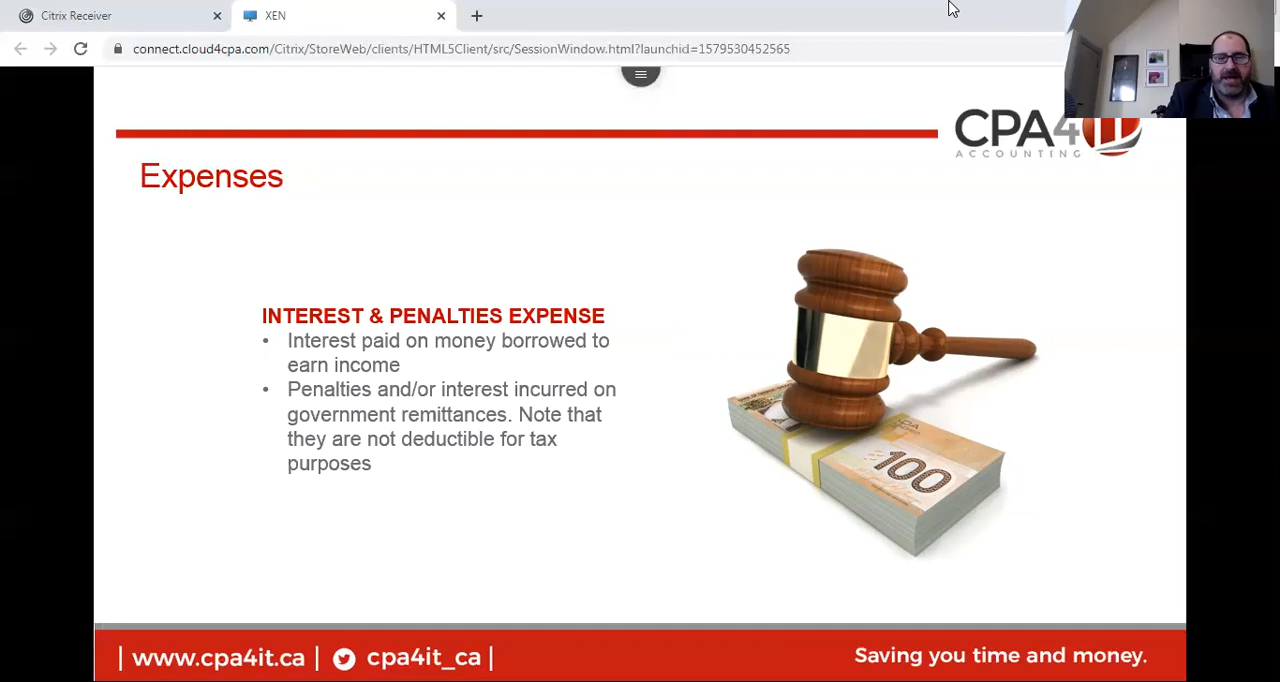 Citrix Receiver
XEN
connect.cloud4cpa.com/Citrix/StoreWeb/clients/HTML5Client/src/SessionWindow.html?launchid=1579530452565
CPA4it
ACCOUNTING
Expenses
INTEREST & PENALTIES EXPENSE
• Interest paid on money borrowed to
earn income
• Penalties and/or interest incurred on
government remittances. Note that
they are not deductible for tax
purposes
100
| www.cpa4it.ca | cpa4it_ca |
Saving you time and money.